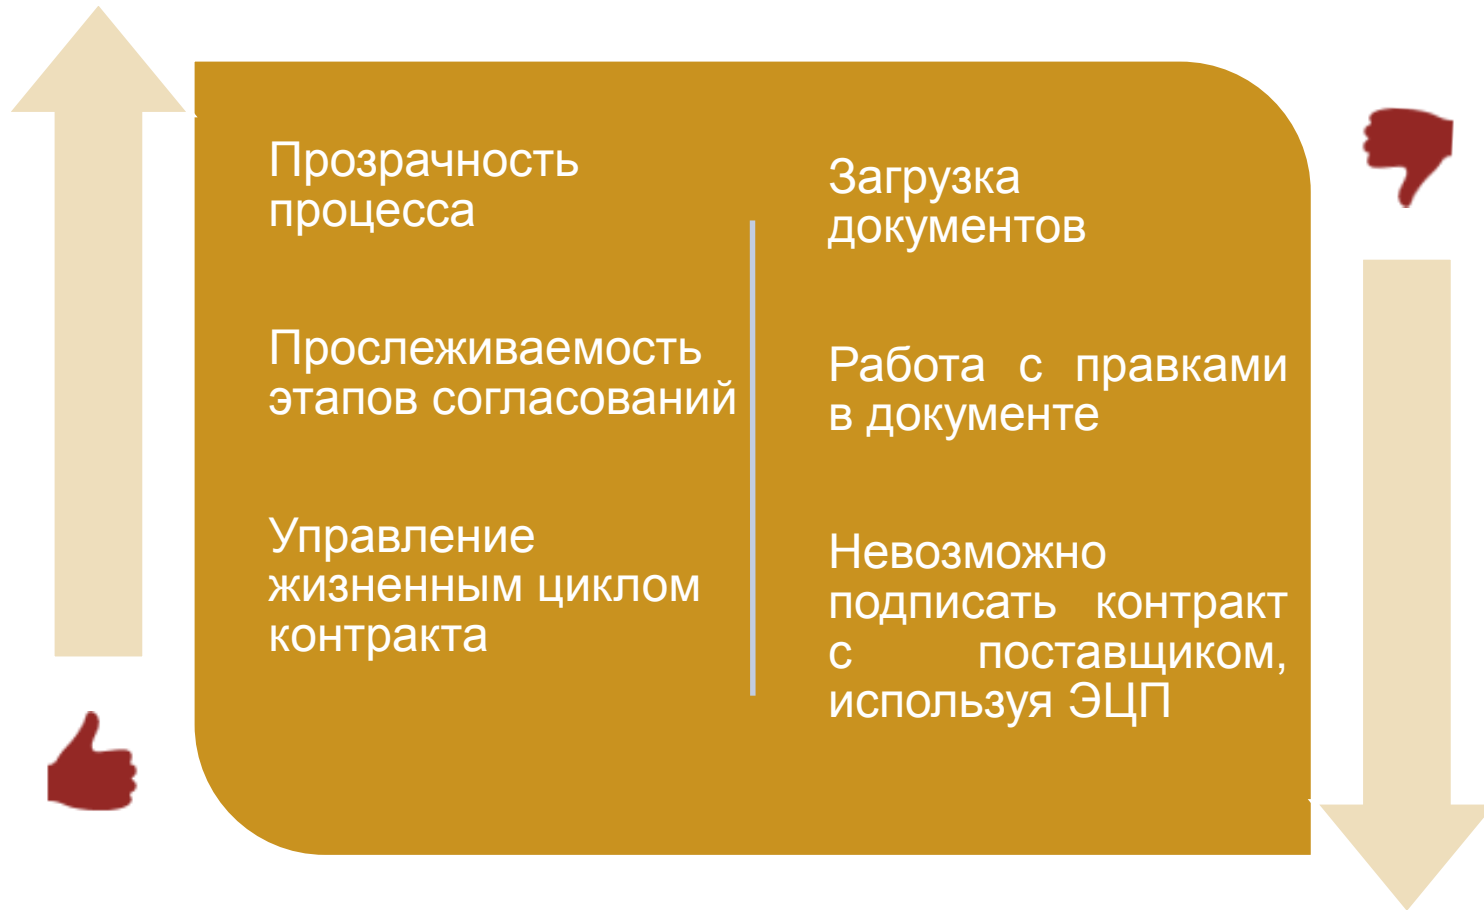 Прозрачность
процесса
Прослеживаемость
этапов согласований
Управление
жизненным циклом
контракта
Загрузка
документов
Работа с правками
в документе
Невозможно
подписать контракт
с поставщиком,
используя ЭЦП